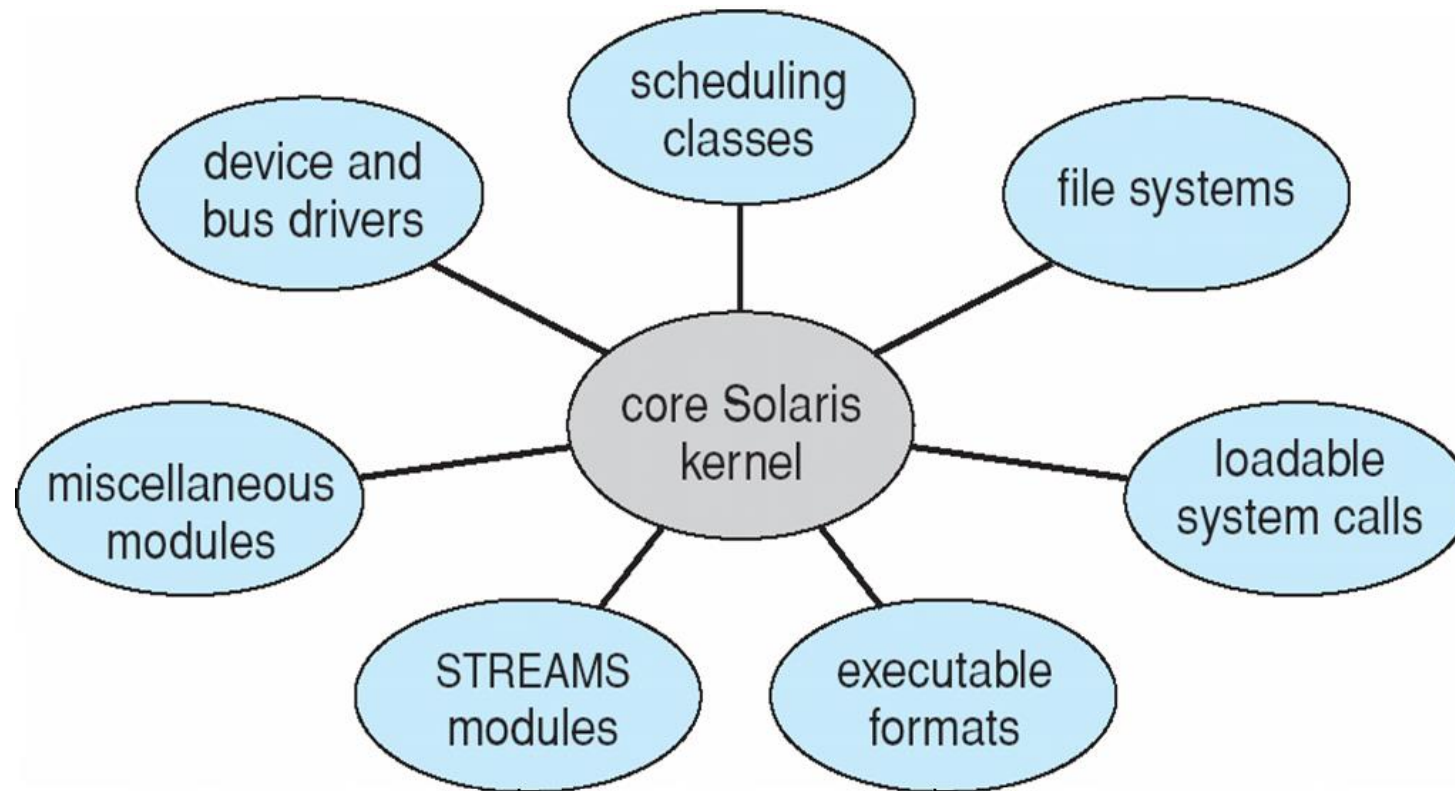 scheduling
classes
device and
bus drivers
file systems
core Solaris
kernel
miscellaneous
modules
loadable
system calls
STREAMS
modules
executable
formats